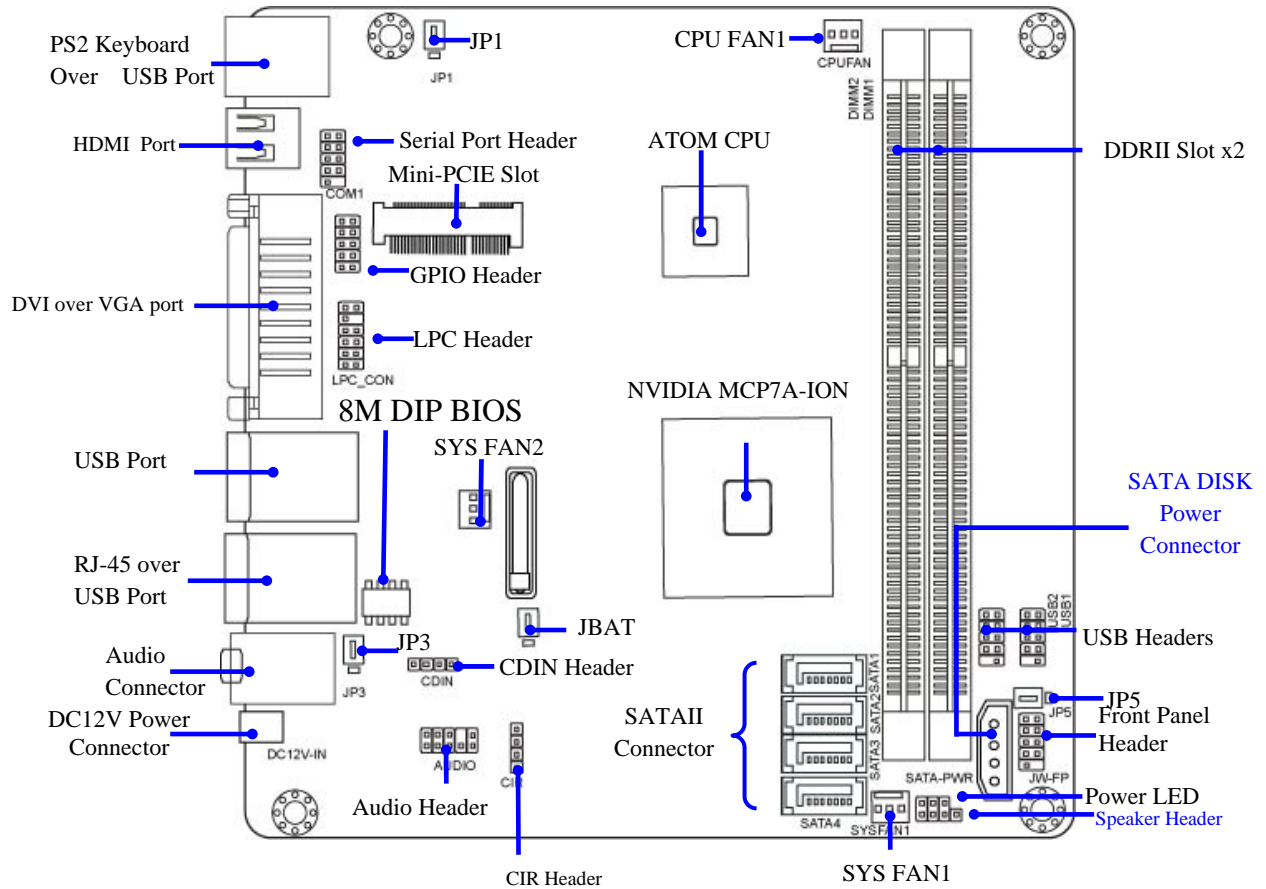 PS2 Keyboard
Over USB Port
JP1
JP1
CPU FAN1
CPUFAN
DIMM2
DIMM1
HDMI Port
Serial Port Header
COM1
Mini-PCIE Slot
ATOM CPU
DDRII Slot x2
GPIO Header
DVI over VGA port
LPC Header
LPC_CON
8M DIP BIOS
NVIDIA MCP7A-ION
USB Port
SYS FAN2
SATA DISK
Power
Connector
RJ-45 over
USB Port
JBAT
USB2
USB1
USB Headers
Audio
Connector
JP3
JP3
CDIN Header
CDIN
SATAII
Connector
SATA1
SATA2
SATA3
SATA4
JP5
JP5
Front Panel
Header
DC12V Power
Connector
DC12V-IN
AUDIO
CIR
SATA-PWR
JW-FP
Audio Header
Power LED
Speaker Header
SYSFAN1
CIR Header
SYS FAN1